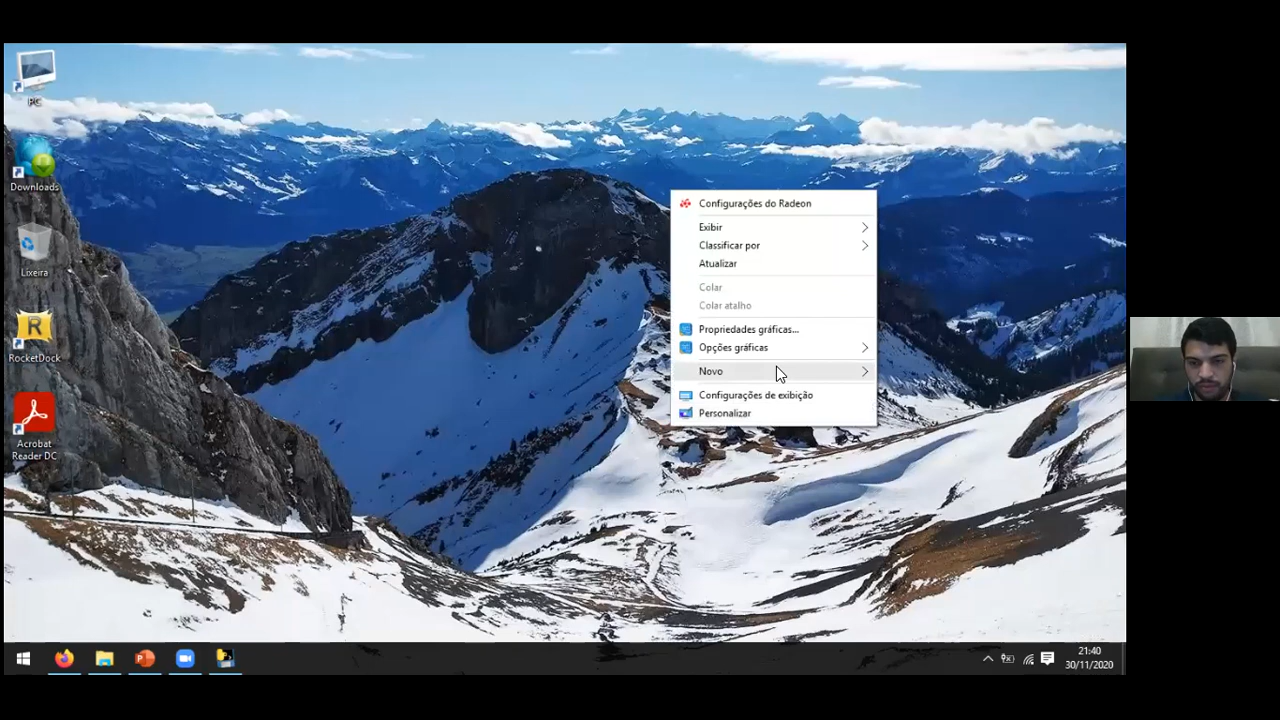 PC
Downloads
Lixeira
R
RocketDock
Acrobat
Reader DC
Configurações do Radeon
Exibir
Classificar por
Atualizar
Colar
Colar atalho
Propriedades gráficas...
Opções gráficas
Novo
Configurações de exibição
Personalizar
21:40
30/11/2020